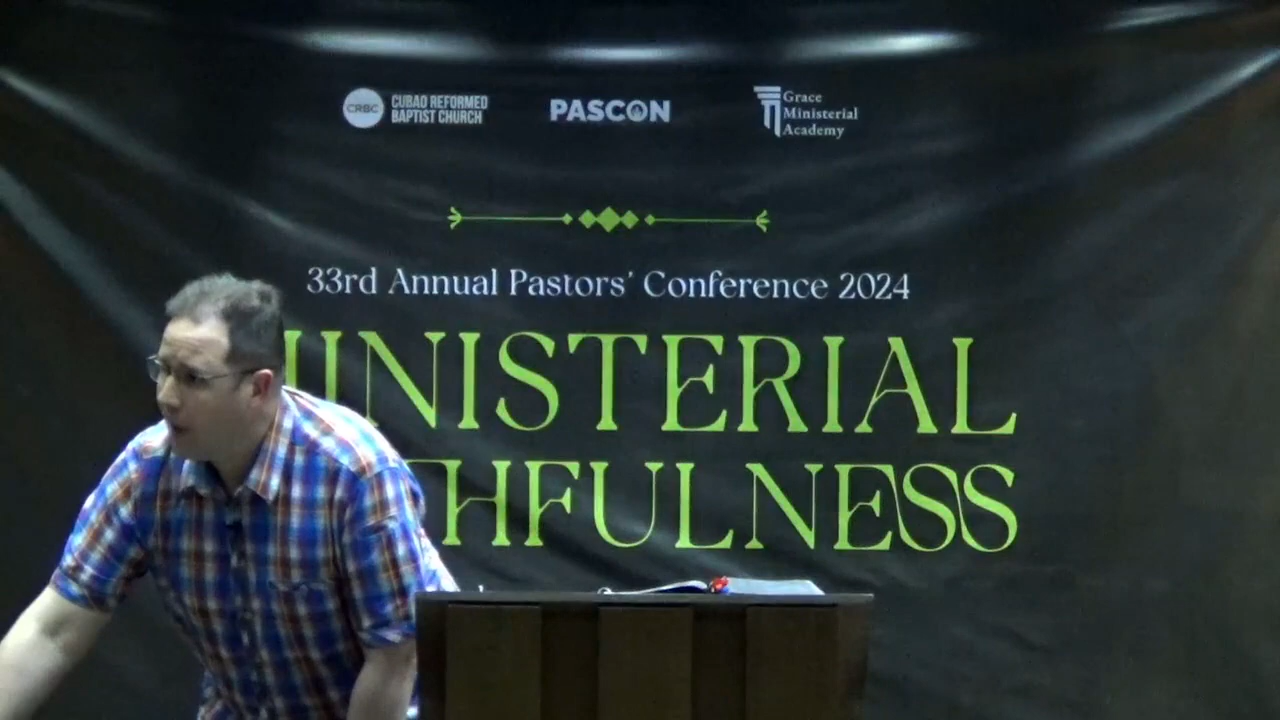 CRBC
CUBAO REFORMED
BAPTIST CHURCH
PASCON
Grace
Ministerial
Academy
33rd Annual Pastors' Conference 2024
INISTERIAL
THFULNESS